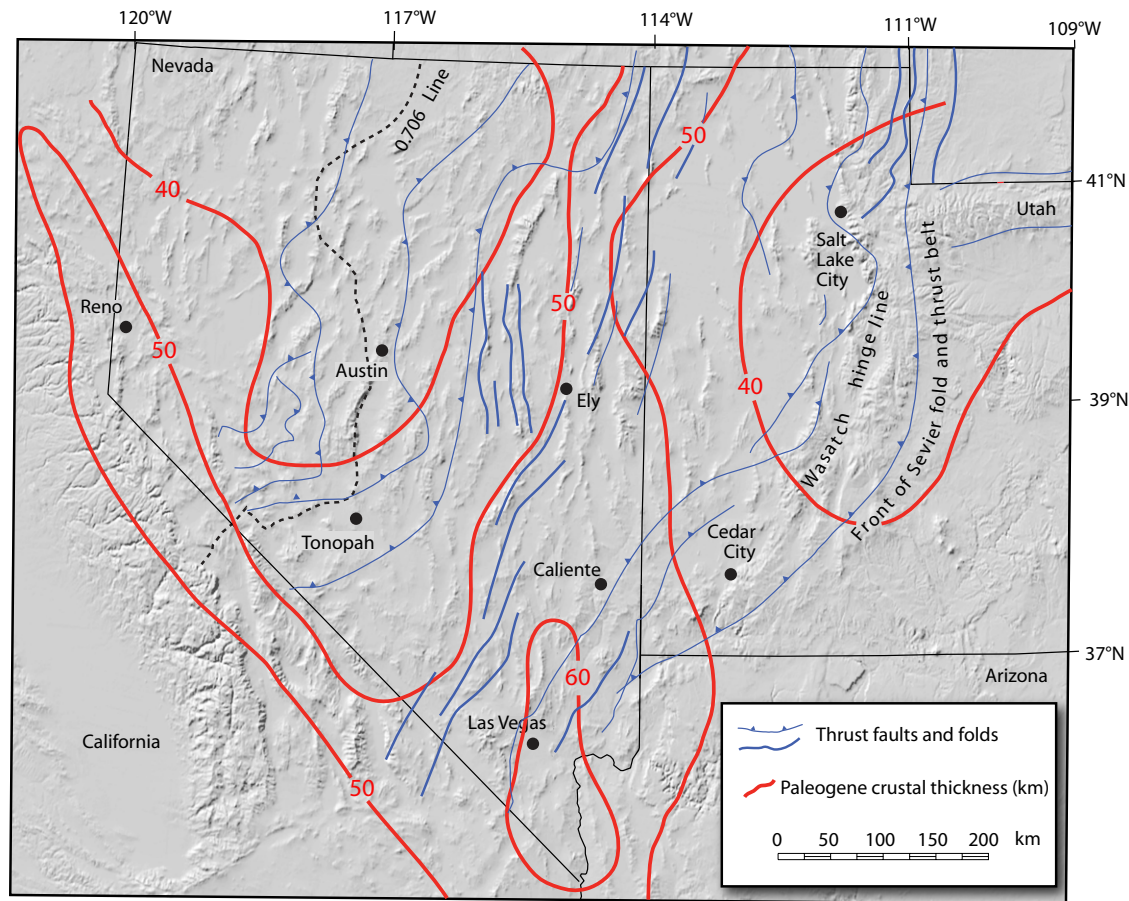 120°W
117°W
114°W
111°W
109°W
Nevada
0.706 Line
50
40
41°N
Utah
Salt
Lake
City
Reno
50
50
Austin
40
Ely
39°N
Wasatch hinge line
Front of Sevier fold and thrust belt
Tonopah
Cedar
City
Caliente
37°N
60
Arizona
Las Vegas
California
50
Thrust faults and folds
Paleogene crustal thickness (km)
0 50 100 150 200 km